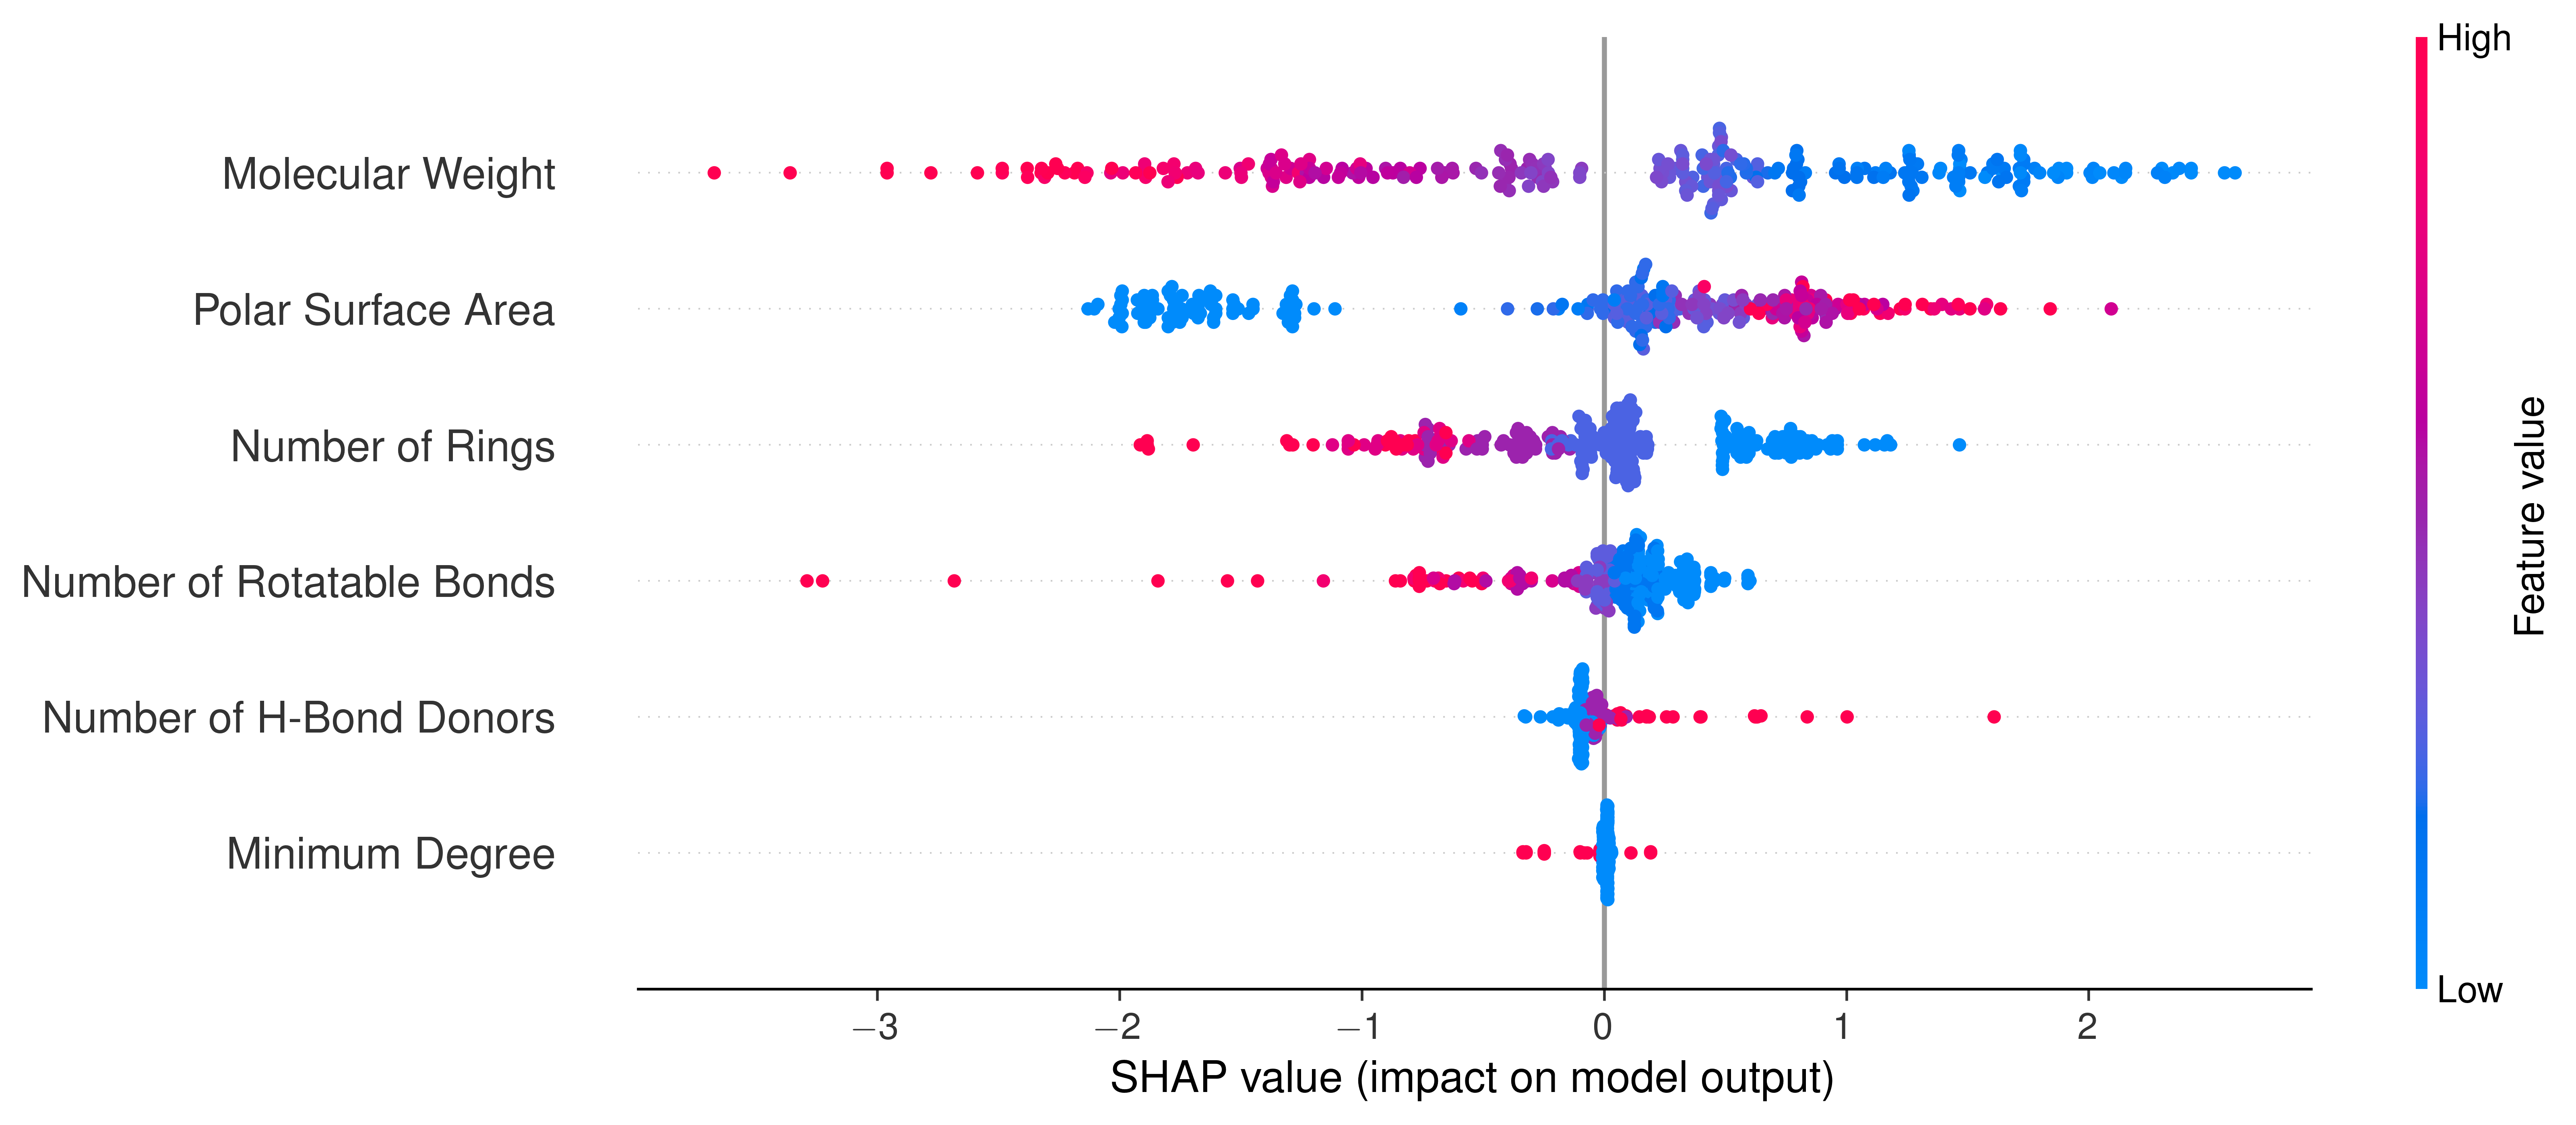 High
Molecular Weight
Polar Surface Area
Number of Rings
Number of Rotatable Bonds
Number of H-Bond Donors
Minimum Degree
Feature value
Low
−3 −2 −1 0 1 2
SHAP value (impact on model output)